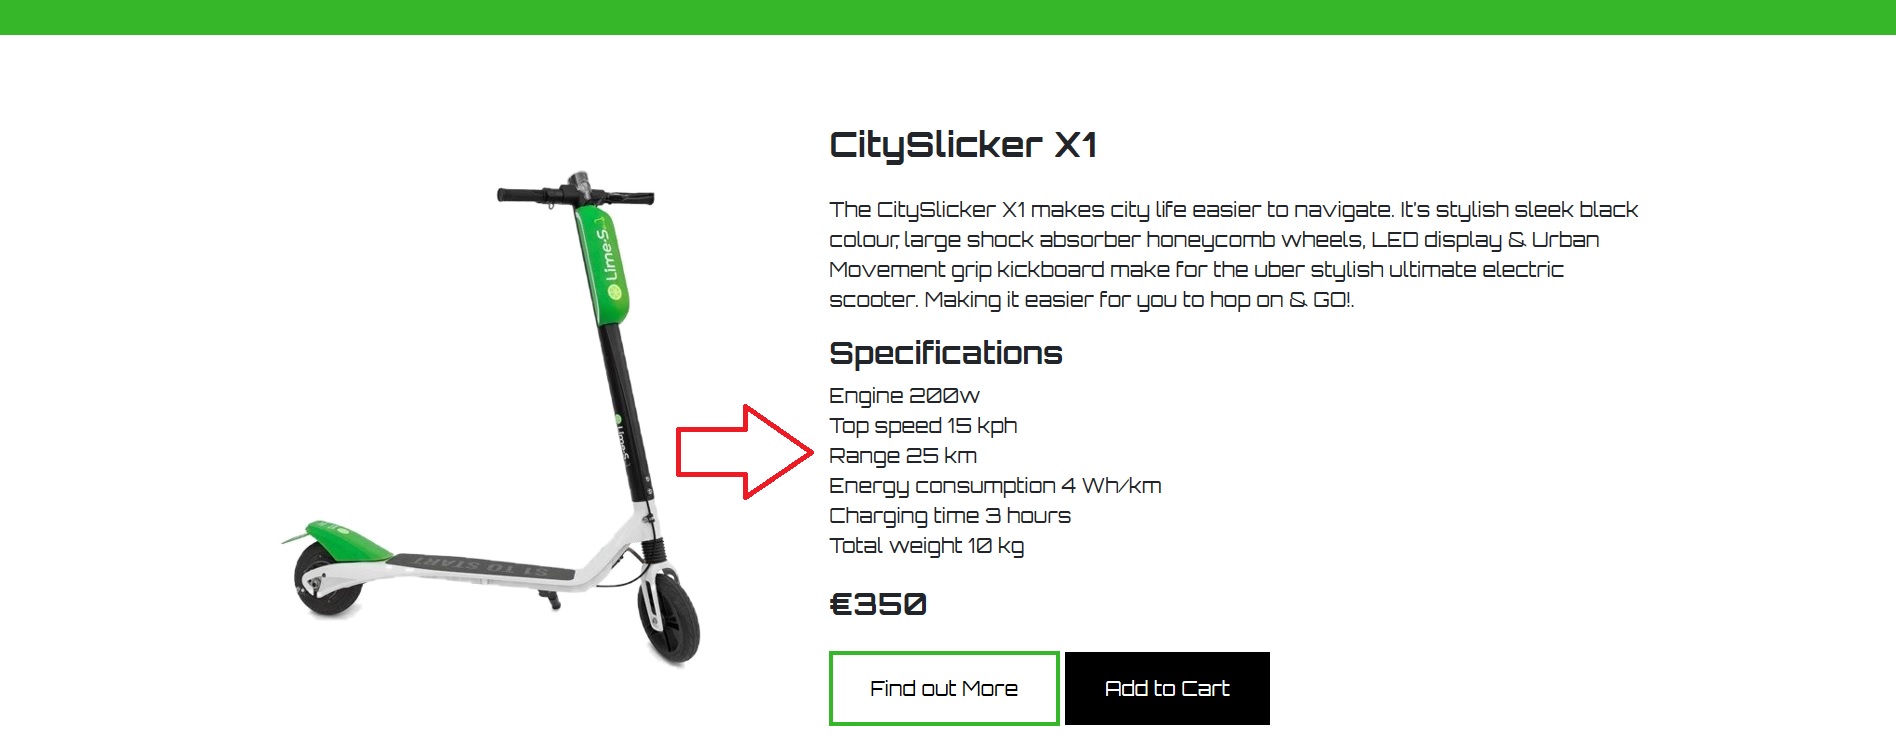 Lime-S
Lime-S
S1 TO START
CitySlicker X1
The CitySlicker X1 makes city life easier to navigate. It's stylish sleek black
colour, large shock absorber honeycomb wheels, LED display & Urban
Movement grip kickboard make for the uber stylish ultimate electric
scooter. Making it easier for you to hop on & GO!.
Specifications
Engine 200w
Top speed 15 kph
Range 25 km
Energy consumption 4 Wh/km
Charging time 3 hours
Total weight 10 kg
€350
Find out More
Add to Cart